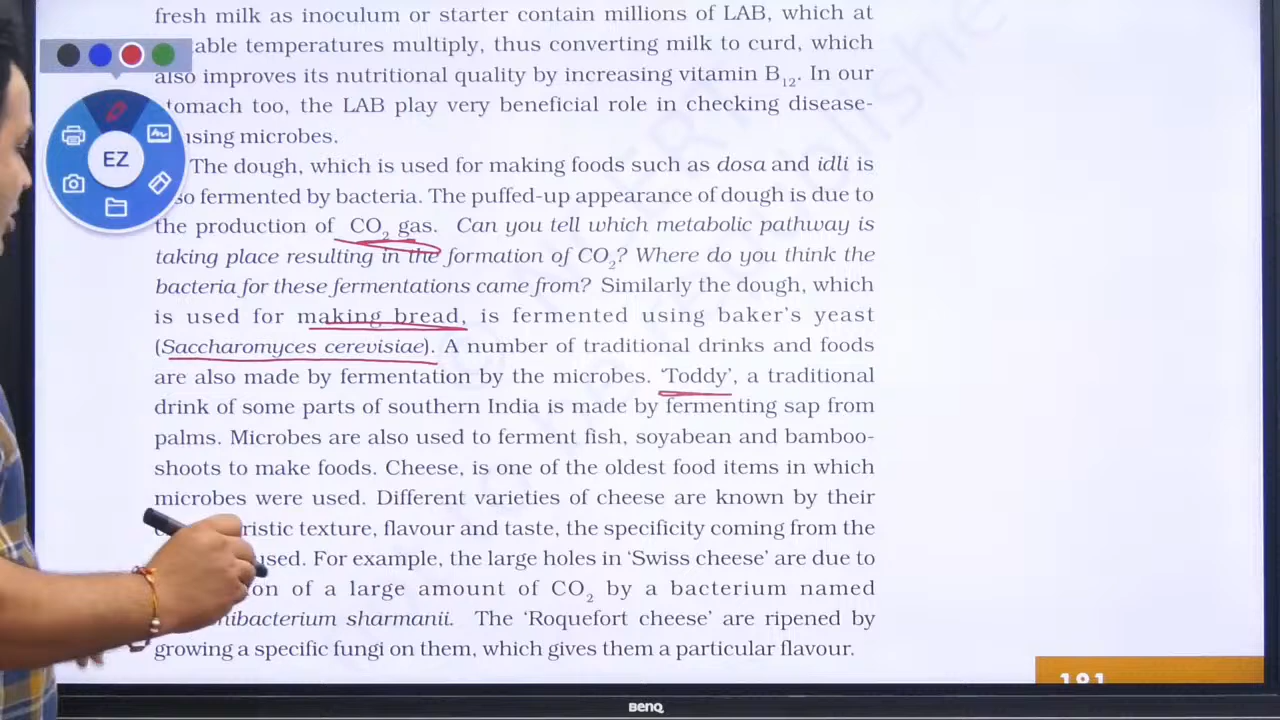 fresh milk as inoculum or starter contain millions of LAB, which at
able temperatures multiply, thus converting milk to curd, which
also improves its nutritional quality by increasing vitamin B12. In our
stomach too, the LAB play very beneficial role in checking disease-
using microbes.
EZ
The dough, which is used for making foods such as dosa and idli is
so fermented by bacteria. The puffed-up appearance of dough is due to
the production of CO2 gas. Can you tell which metabolic pathway is
taking place resulting in the formation of CO2? Where do you think the
bacteria for these fermentations came from? Similarly the dough, which
is used for making bread, is fermented using baker's yeast
(Saccharomyces cerevisiae). A number of traditional drinks and foods
are also made by fermentation by the microbes. 'Toddy', a traditional
drink of some parts of southern India is made by fermenting sap from
palms. Microbes are also used to ferment fish, soyabean and bamboo-
shoots to make foods. Cheese, is one of the oldest food items in which
microbes were used. Different varieties of cheese are known by their
ristic texture, flavour and taste, the specificity coming from the
used. For example, the large holes in 'Swiss cheese' are due to
on of a large amount of CO2 by a bacterium named
nibacterium sharmanii. The 'Roquefort cheese' are ripened by
growing a specific fungi on them, which gives them a particular flavour.
181
BenQ